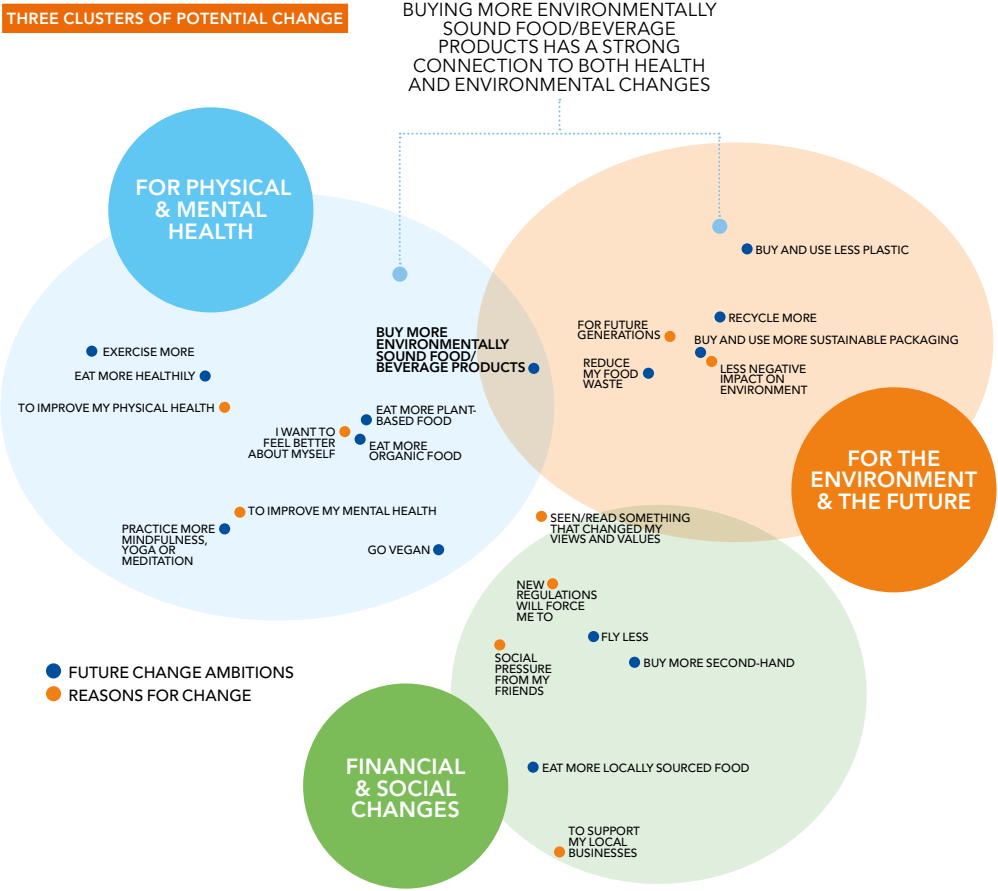 THREE CLUSTERS OF POTENTIAL CHANGE
BUYING MORE ENVIRONMENTALLY
SOUND FOOD/BEVERAGE
PRODUCTS HAS A STRONG
CONNECTION TO BOTH HEALTH
AND ENVIRONMENTAL CHANGES
FOR PHYSICAL
& MENTAL
HEALTH
EXERCISE MORE
EAT MORE HEALTHILY
TO IMPROVE MY PHYSICAL HEALTH
BUY MORE
ENVIRONMENTALLY
SOUND FOOD/
BEVERAGE PRODUCTS
EAT MORE PLANT-
BASED FOOD
I WANT TO
FEEL BETTER
ABOUT MYSELF
EAT MORE
ORGANIC FOOD
TO IMPROVE MY MENTAL HEALTH
PRACTICE MORE
MINDFULNESS,
YOGA OR
MEDITATION
GO VEGAN
BUY AND USE LESS PLASTIC
RECYCLE MORE
FOR FUTURE
GENERATIONS
BUY AND USE MORE SUSTAINABLE PACKAGING
REDUCE
MY FOOD
WASTE
LESS NEGATIVE
IMPACT ON
ENVIRONMENT
FOR THE
ENVIRONMENT
& THE FUTURE
SEEN/READ SOMETHING
THAT CHANGED MY
VIEWS AND VALUES
NEW
REGULATIONS
WILL FORCE
ME TO
FLY LESS
BUY MORE SECOND-HAND
SOCIAL
PRESSURE
FROM MY
FRIENDS
FUTURE CHANGE AMBITIONS
REASONS FOR CHANGE
FINANCIAL
& SOCIAL
CHANGES
EAT MORE LOCALLY SOURCED FOOD
TO SUPPORT
MY LOCAL
BUSINESSES